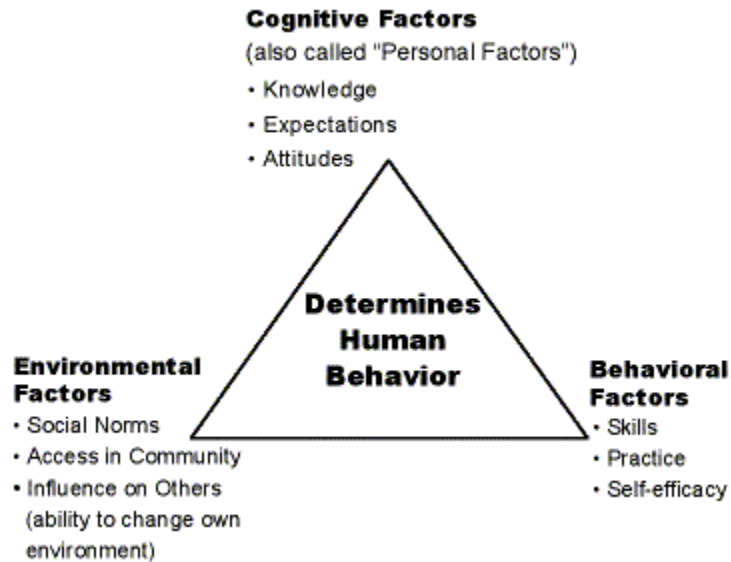 Cognitive Factors
(also called "Personal Factors")
• Knowledge
• Expectations
• Attitudes
Determines
Human
Behavior
Environmental
Factors
• Social Norms
• Access in Community
• Influence on Others
(ability to change own
environment)
Behavioral
Factors
• Skills
• Practice
• Self-efficacy